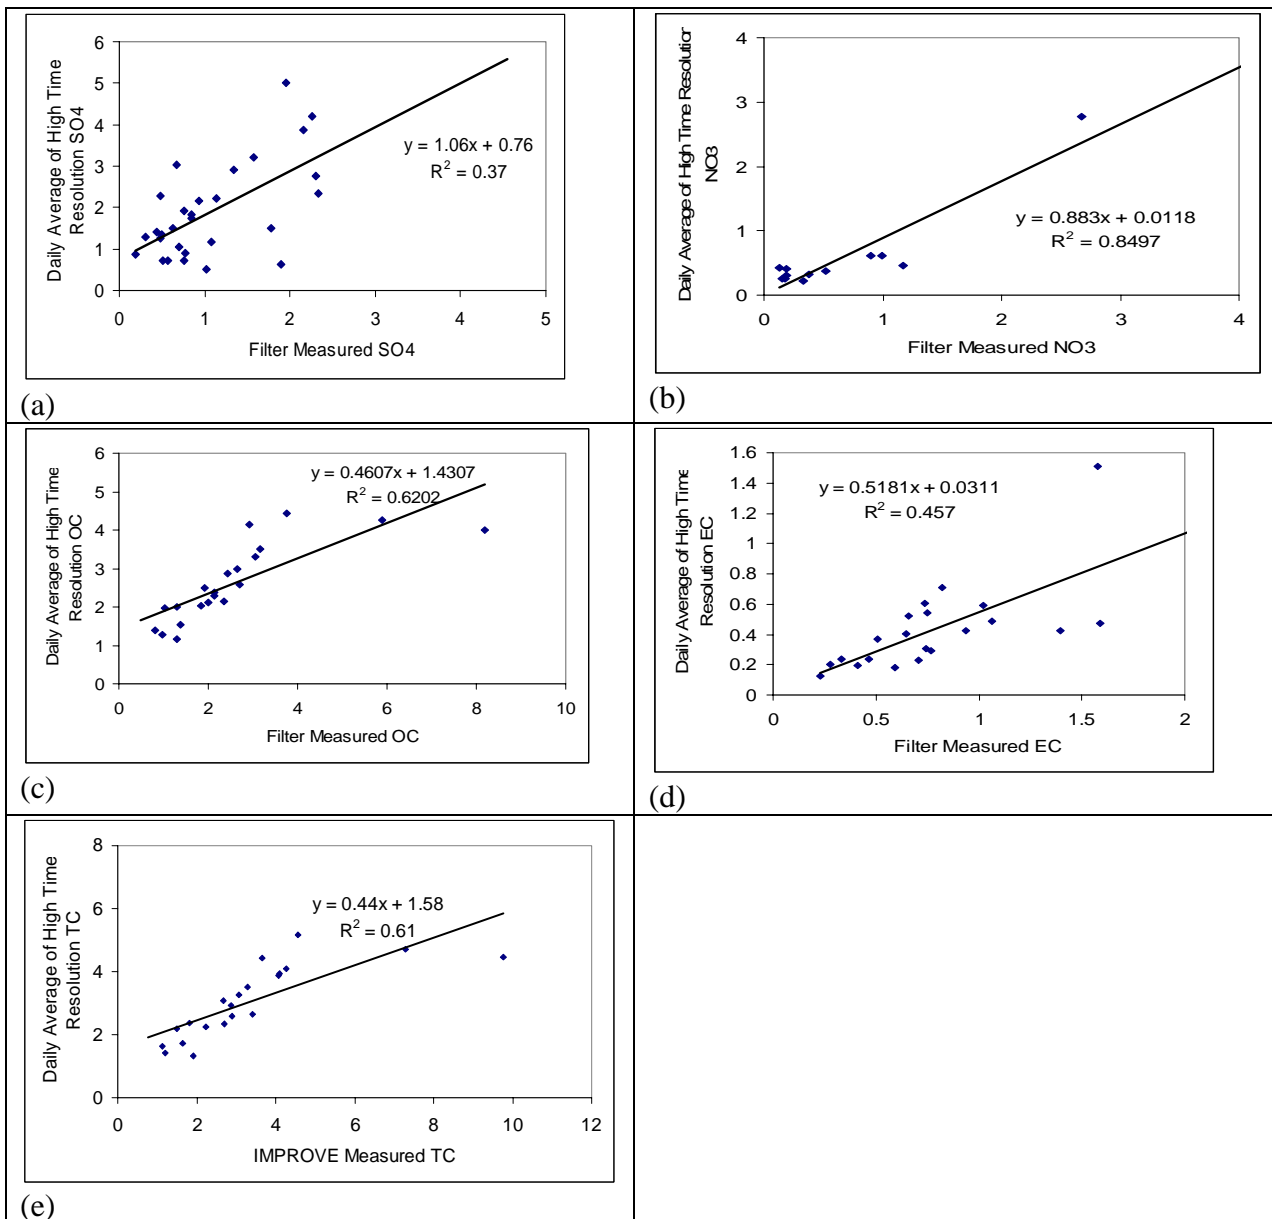 6
5
4
3
2
1
0
0 1 2 3 4 5
Daily Average of High Time
Resolution SO4
y = 1.06x + 0.76
R² = 0.37
Filter Measured SO4
(a)
4
3
2
1
0
0 1 2 3 4
Daily Average of High Time Resolution
NO3
y = 0.883x + 0.0118
R² = 0.8497
Filter Measured NO3
(b)
6
5
4
3
2
1
0
0 2 4 6 8 10
Daily Average of High Time
Resolution OC
y = 0.4607x + 1.4307
R² = 0.6202
Filter Measured OC
(c)
1.6
1.4
1.2
1
0.8
0.6
0.4
0.2
0
0 0.5 1 1.5 2
Daily Average of High Time
Resolution EC
y = 0.5181x + 0.0311
R² = 0.457
Filter Measured EC
(d)
8
6
4
2
0
0 2 4 6 8 10 12
Daily Average of High Time
Resolution TC
y = 0.44x + 1.58
R² = 0.61
IMPROVE Measured TC
(e)